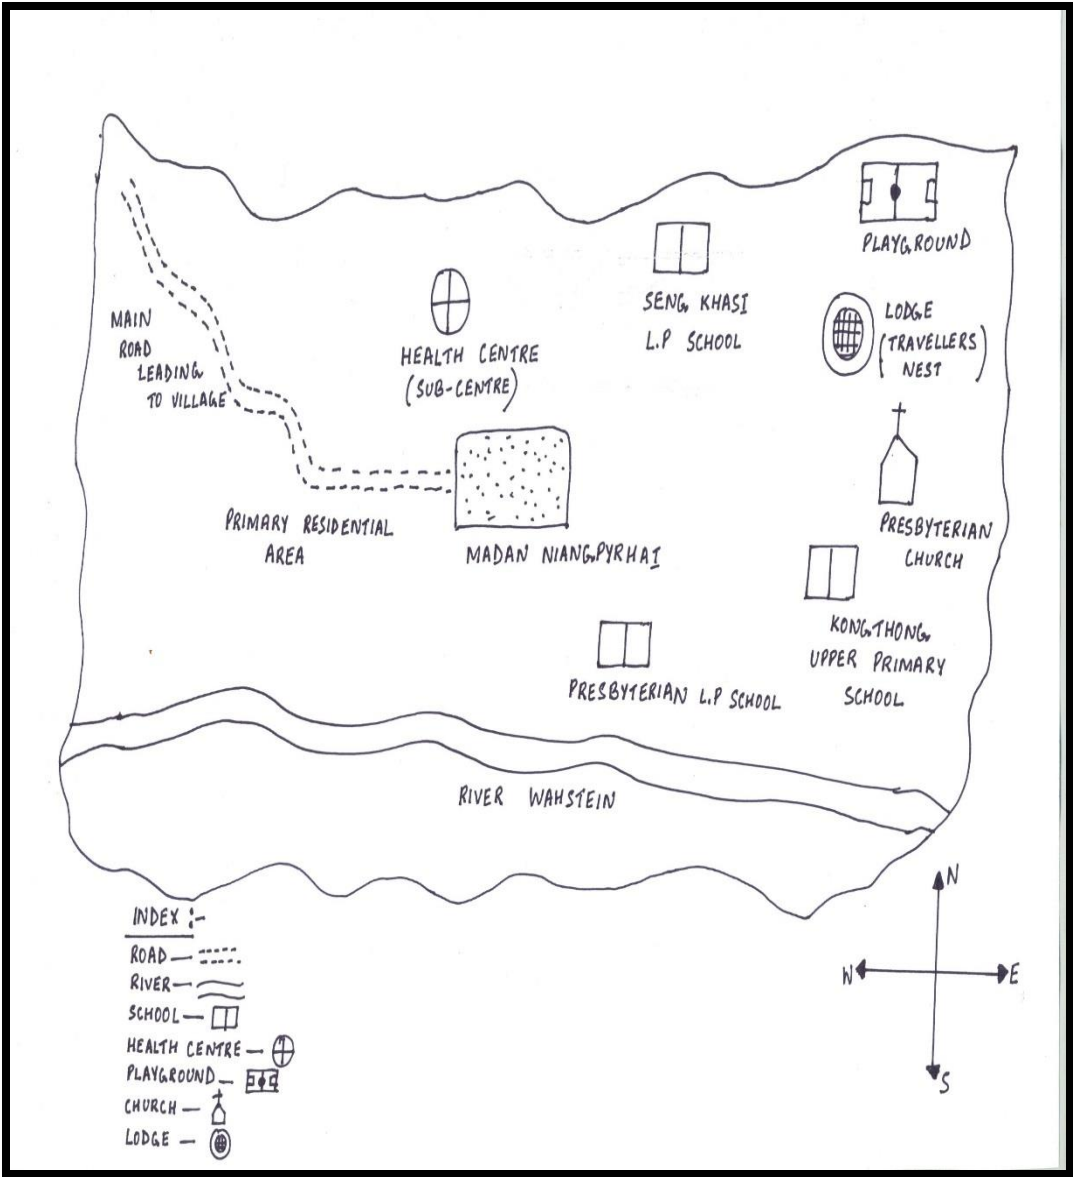 PLAYGROUND
SENG KHASI
L.P SCHOOL
LODGE
(TRAVELLERS
NEST)
MAIN
ROAD
LEADING
TO VILLAGE
HEALTH CENTRE
(SUB-CENTRE)
PRIMARY RESIDENTIAL
AREA
MADAN NIANGPYRHAI
PRESBYTERIAN
CHURCH
KONGTHONG
UPPER PRIMARY
SCHOOL
PRESBYTERIAN L.P SCHOOL
RIVER WAHSTEIN
N
W
E
S
INDEX :-
ROAD —
RIVER —
SCHOOL —
HEALTH CENTRE —
PLAYGROUND —
CHURCH —
LODGE —